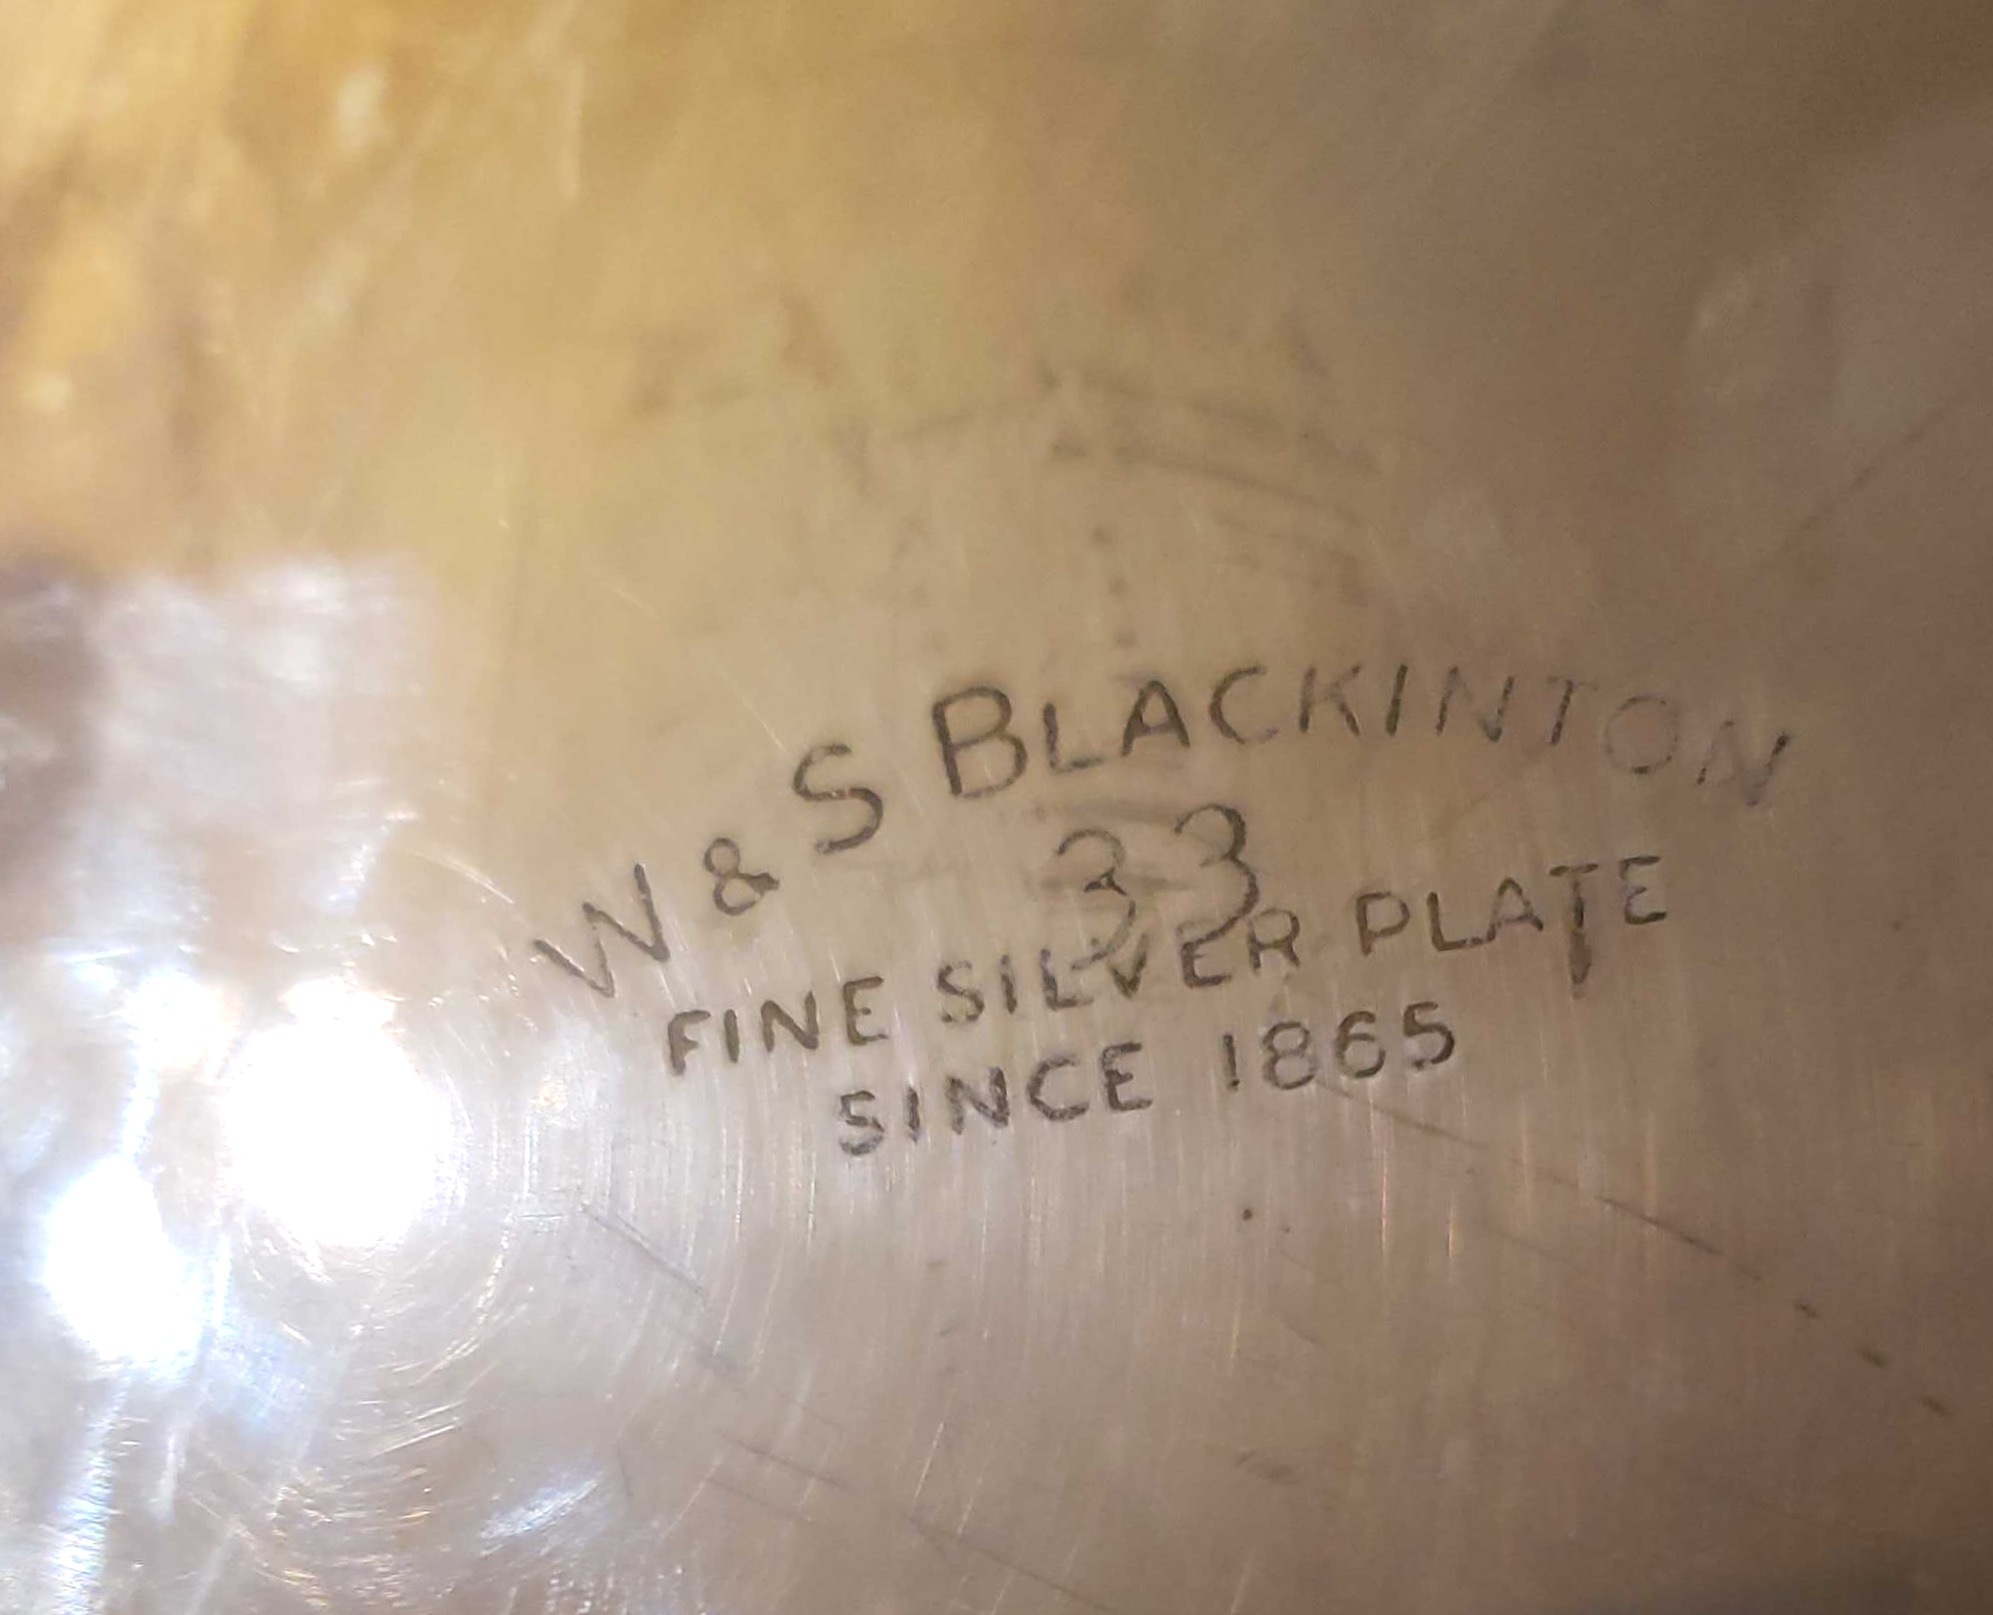 W & S BLACKINTON
33
FINE SILVER PLATE
SINCE 1865